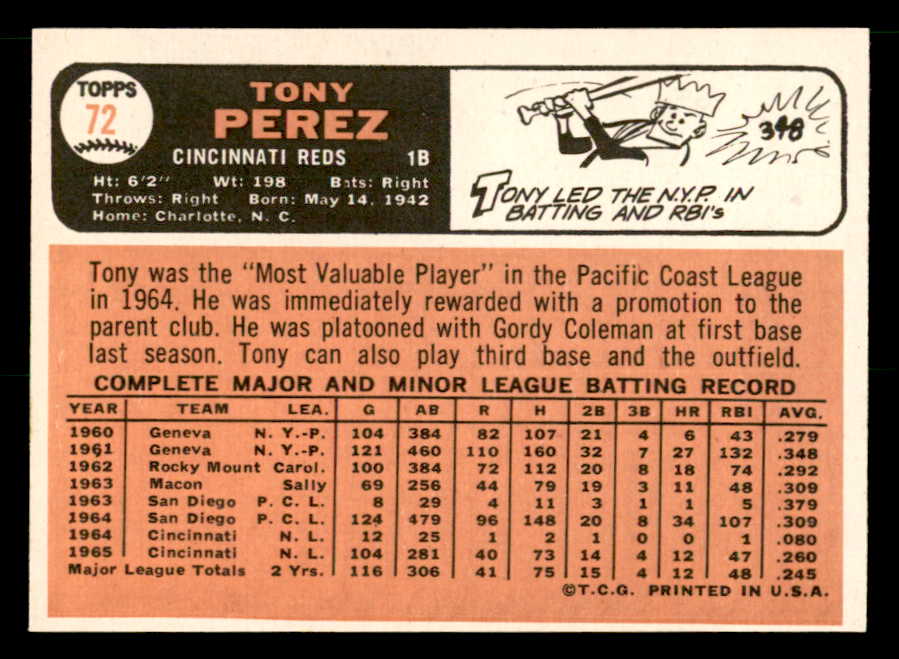 TOPPS
72
TONY
PEREZ
CINCINNATI REDS 1B
Ht: 6'2" Wt: 198 Bats: Right
Throws: Right Born: May 14, 1942
Home: Charlotte, N. C.
348
TONY LED THE N.Y.P. IN
BATTING AND RBI's
Tony was the "Most Valuable Player" in the Pacific Coast League
in 1964. He was immediately rewarded with a promotion to the
parent club. He was platooned with Gordy Coleman at first base
last season. Tony can also play third base and the outfield.
COMPLETE MAJOR AND MINOR LEAGUE BATTING RECORD
YEAR TEAM LEA. G AB R H 2B 3B HR RBI AVG.
1960 Geneva N. Y.-P. 104 384 82 107 21 4 6 43 .279
1961 Geneva N. Y.-P. 121 460 110 160 32 7 27 132 .348
1962 Rocky Mount Carol. 100 384 72 112 20 8 18 74 .292
1963 Macon Sally 69 256 44 79 19 3 11 48 .309
1963 San Diego P. C. L. 8 29 4 11 3 1 1 5 .379
1964 San Diego P. C. L. 124 479 96 148 20 8 34 107 .309
1964 Cincinnati N. L. 12 25 1 2 1 0 0 1 .080
1965 Cincinnati N. L. 104 281 40 73 14 4 12 47 .260
Major League Totals 2 Yrs. 116 306 41 75 15 4 12 48 .245
©T.C.G. PRINTED IN U.S.A.